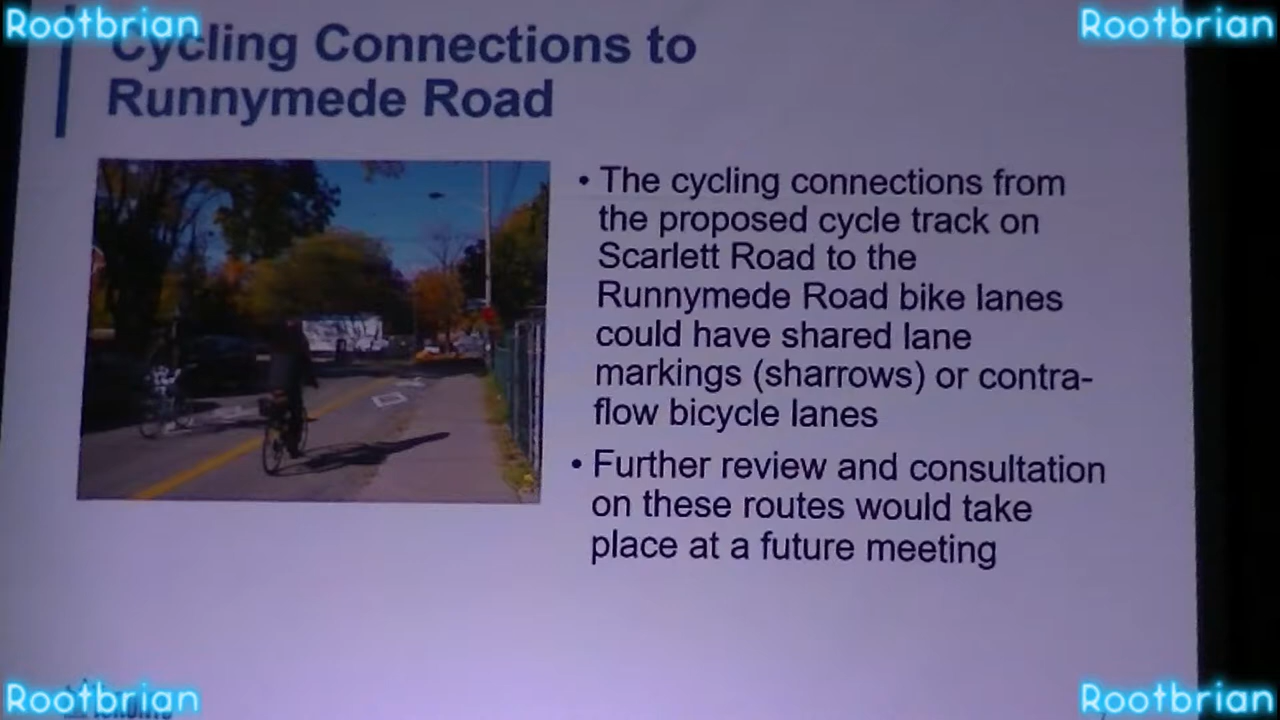 Rootbrian
Rootbrian
Cycling Connections to
Runnymede Road
• The cycling connections from
the proposed cycle track on
Scarlett Road to the
Runnymede Road bike lanes
could have shared lane
markings (sharrows) or contra-
flow bicycle lanes
• Further review and consultation
on these routes would take
place at a future meeting
Rootbrian
Rootbrian